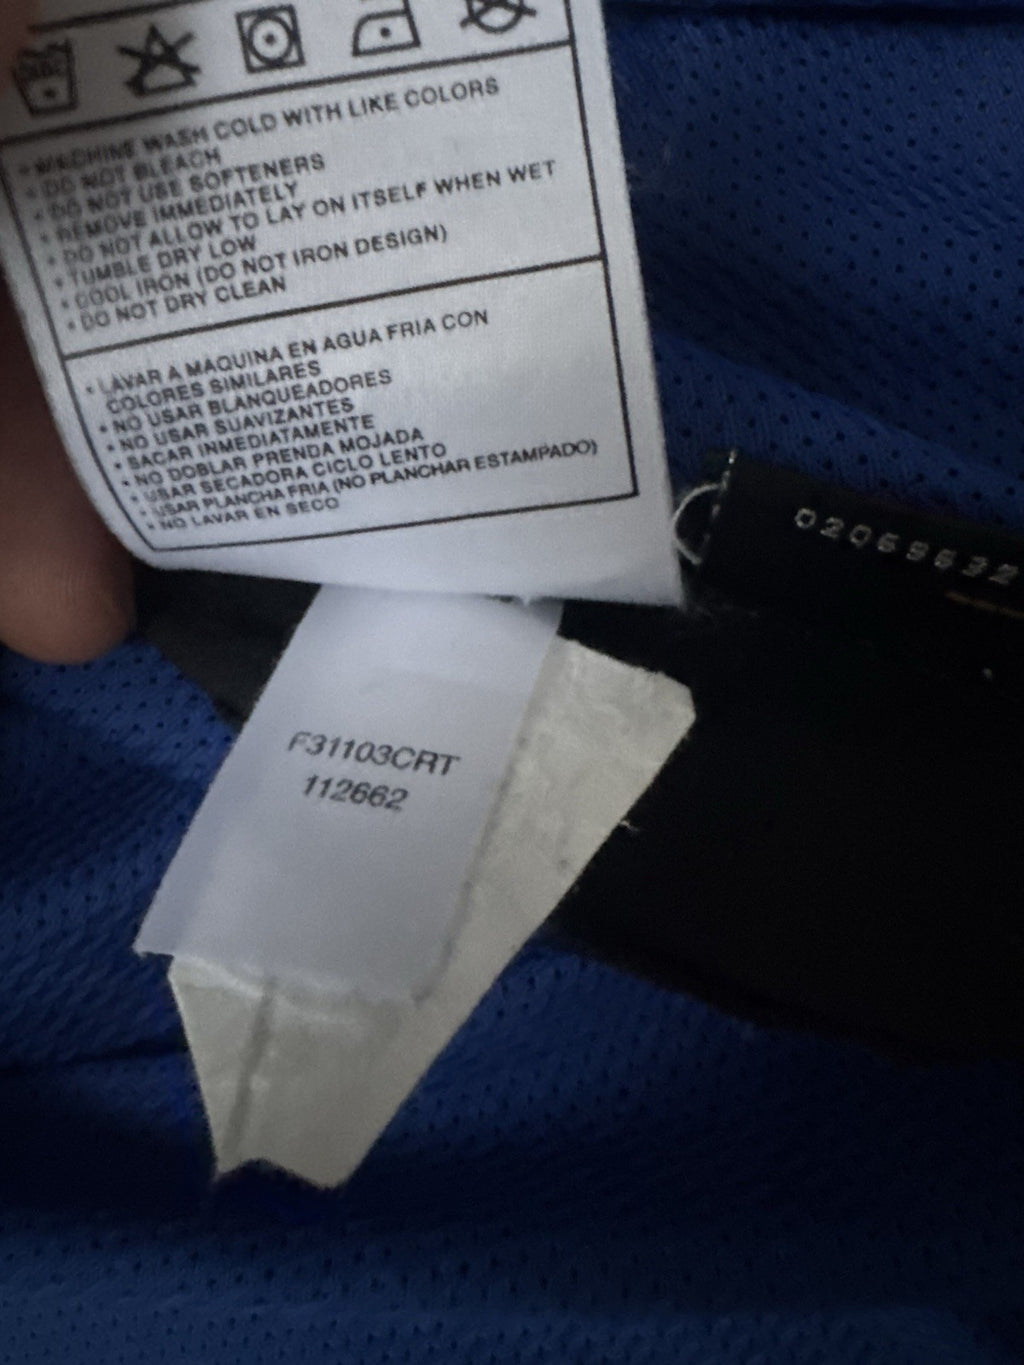 • MACHINE WASH COLD WITH LIKE COLORS
• DO NOT BLEACH
• DO NOT USE SOFTENERS
• REMOVE IMMEDIATELY
• DO NOT ALLOW TO LAY ON ITSELF WHEN WET
• TUMBLE DRY LOW
• COOL IRON (DO NOT IRON DESIGN)
• DO NOT DRY CLEAN
• LAVAR A MAQUINA EN AGUA FRIA CON
COLORES SIMILARES
• NO USAR BLANQUEADORES
• NO USAR SUAVIZANTES
• SACAR INMEDIATAMENTE
• NO DOBLAR PRENDA MOJADA
• USAR SECADORA CICLO LENTO
• USAR PLANCHA FRIA (NO PLANCHAR ESTAMPADO)
• NO LAVAR EN SECO
F31103CRT
112662